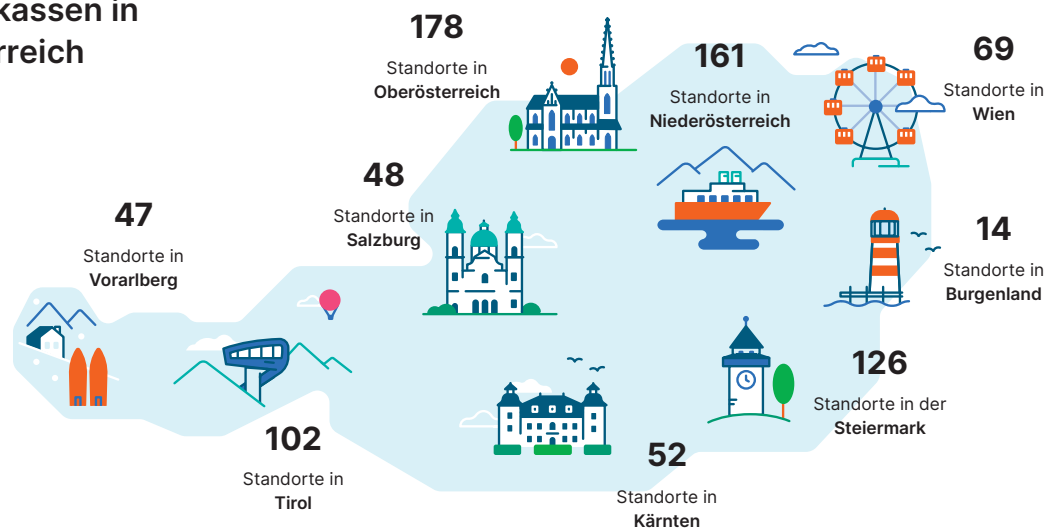 kassen in
rreich
178
Standorte in
Oberösterreich
161
Standorte in
Niederösterreich
69
Standorte in
Wien
48
Standorte in
Salzburg
47
Standorte in
Vorarlberg
14
Standorte in
Burgenland
126
Standorte in der
Steiermark
102
Standorte in
Tirol
52
Standorte in
Kärnten